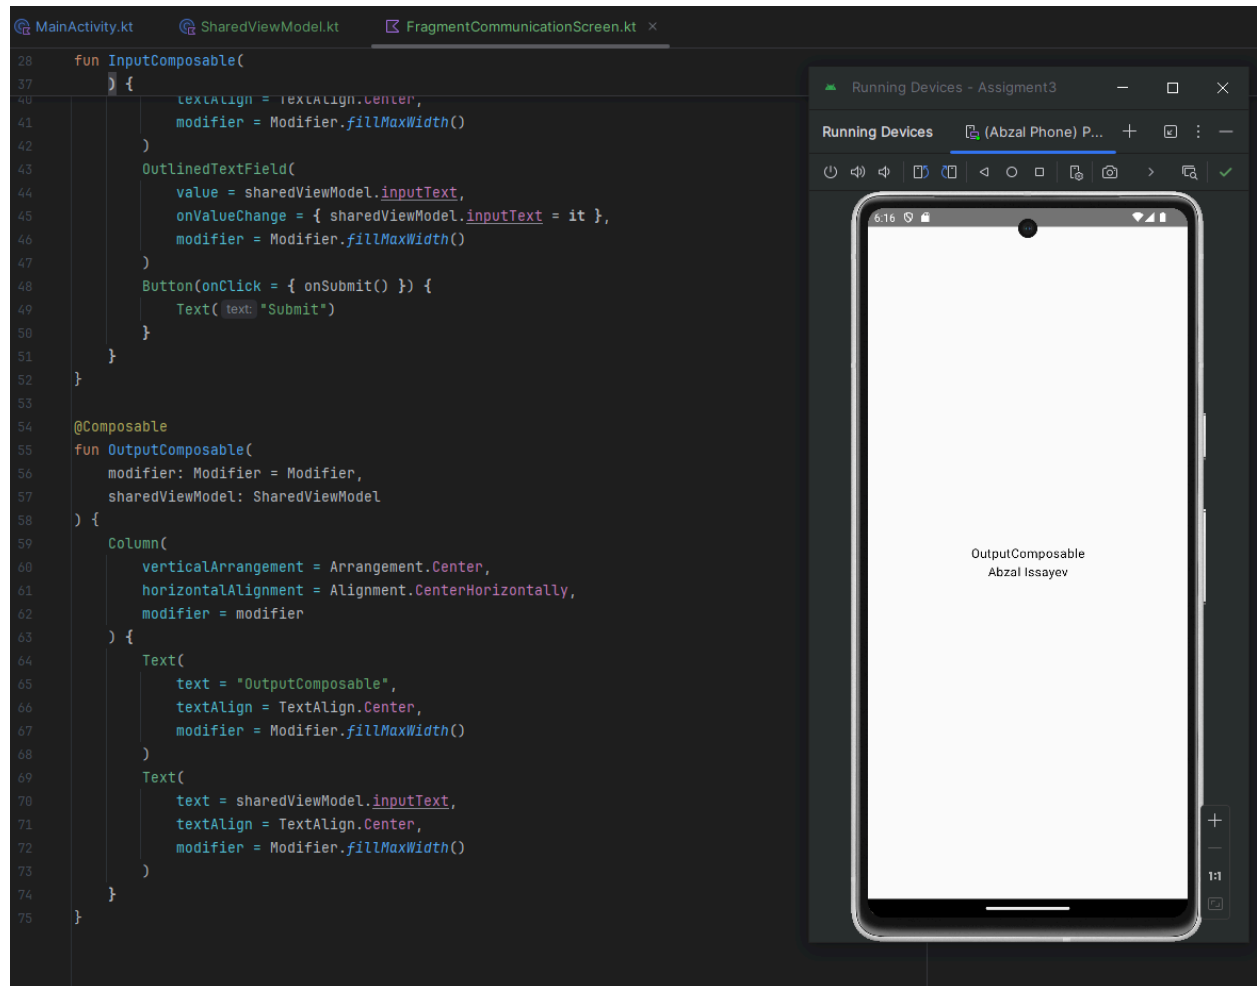 MainActivity.kt SharedViewModel.kt FragmentCommunicationScreen.kt
28 fun InputComposable(
37 ) {
40 textAlign = TextAlign.Center,
41 modifier = Modifier.fillMaxWidth()
42 )
43 OutlinedTextField(
44 value = sharedViewModel.inputText,
45 onValueChange = { sharedViewModel.inputText = it },
46 modifier = Modifier.fillMaxWidth()
47 )
48 Button(onClick = { onSubmit() }) {
49 Text( text: "Submit")
50 }
51 }
52 }
53
54 @Composable
55 fun OutputComposable(
56 modifier: Modifier = Modifier,
57 sharedViewModel: SharedViewModel
58 ) {
59 Column(
60 verticalArrangement = Arrangement.Center,
61 horizontalAlignment = Alignment.CenterHorizontally,
62 modifier = modifier
63 ) {
64 Text(
65 text = "OutputComposable",
66 textAlign = TextAlign.Center,
67 modifier = Modifier.fillMaxWidth()
68 )
69 Text(
70 text = sharedViewModel.inputText,
71 textAlign = TextAlign.Center,
72 modifier = Modifier.fillMaxWidth()
73 )
74 }
75 }
Running Devices - Assigment3
Running Devices (Abzal Phone) P...
6:16
OutputComposable
Abzal Issayev
1:1